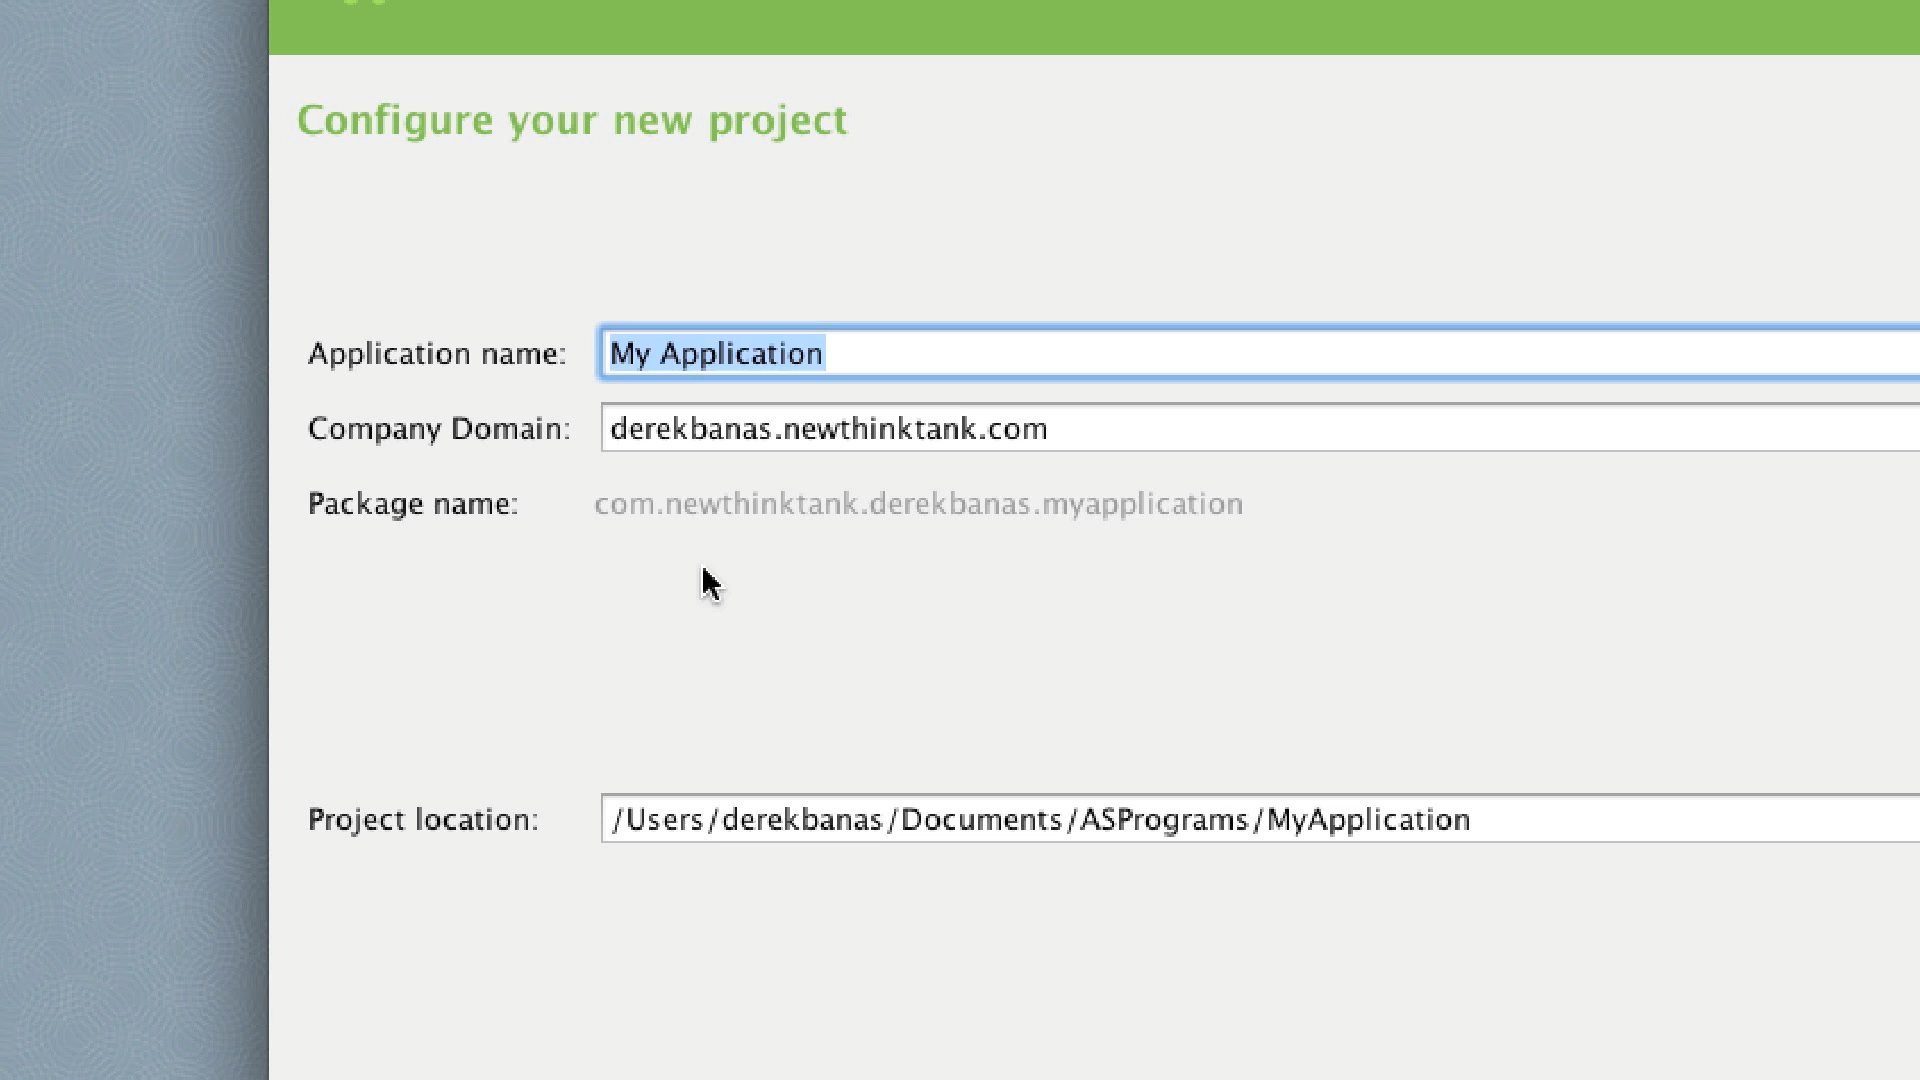 Configure your new project
Application name: My Application
Company Domain: derekbanas.newthinktank.com
Package name: com.newthinktank.derekbanas.myapplication
Project location: /Users/derekbanas/Documents/ASPrograms/MyApplication